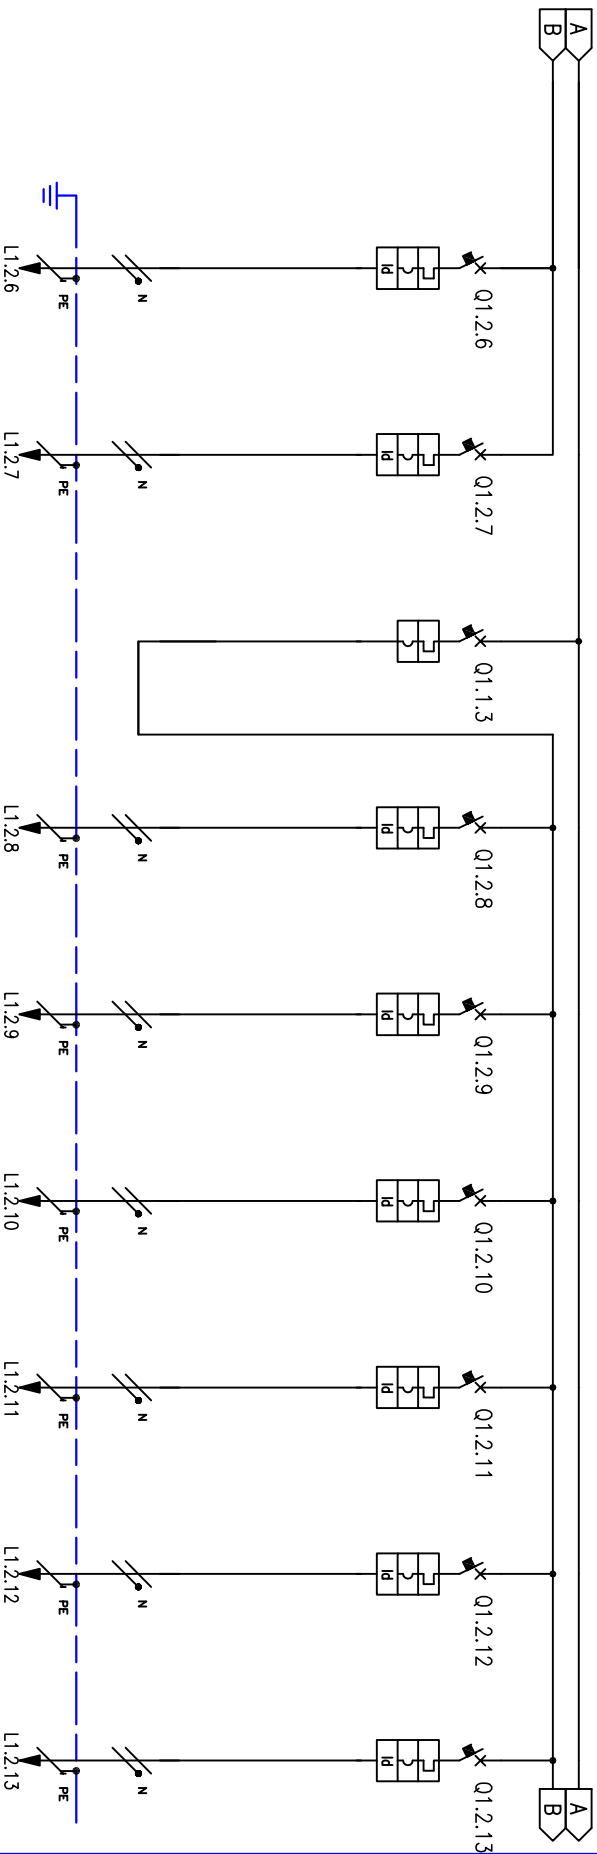 A
B
Q1.2.6
Id
N
PE
L1.2.6
Q1.2.7
Id
N
PE
L1.2.7
Q1.1.3
Q1.2.8
Id
N
PE
L1.2.8
Q1.2.9
Id
N
PE
L1.2.9
Q1.2.10
Id
N
PE
L1.2.10
Q1.2.11
Id
N
PE
L1.2.11
Q1.2.12
Id
N
PE
L1.2.12
Q1.2.13
Id
N
PE
L1.2.13
A
B